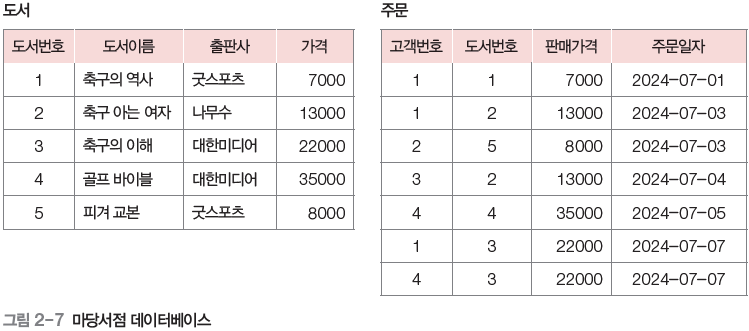 도서
도서번호 도서이름 출판사 가격
1 축구의 역사 굿스포츠 7000
2 축구 아는 여자 나무수 13000
3 축구의 이해 대한미디어 22000
4 골프 바이블 대한미디어 35000
5 피겨 교본 굿스포츠 8000
주문
고객번호 도서번호 판매가격 주문일자
1 1 7000 2024-07-01
1 2 13000 2024-07-03
2 5 8000 2024-07-03
3 2 13000 2024-07-04
4 4 35000 2024-07-05
1 3 22000 2024-07-07
4 3 22000 2024-07-07
그림 2-7 마당서점 데이터베이스